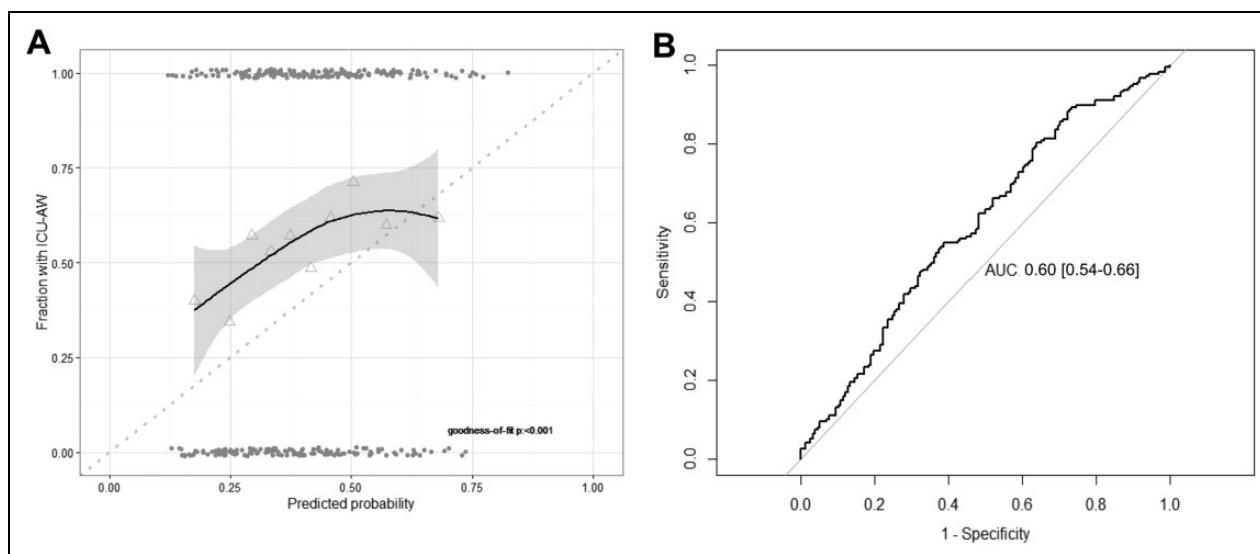 A
1.00
0.75
0.50
0.25
0.00
Fraction with ICU-AW
goodness-of-fit p:<0.001
0.00 0.25 0.50 0.75 1.00
Predicted probability
B
1.0
0.8
0.6
0.4
0.2
0.0
Sensitivity
AUC 0.60 [0.54-0.66]
0.0 0.2 0.4 0.6 0.8 1.0
1 - Specificity